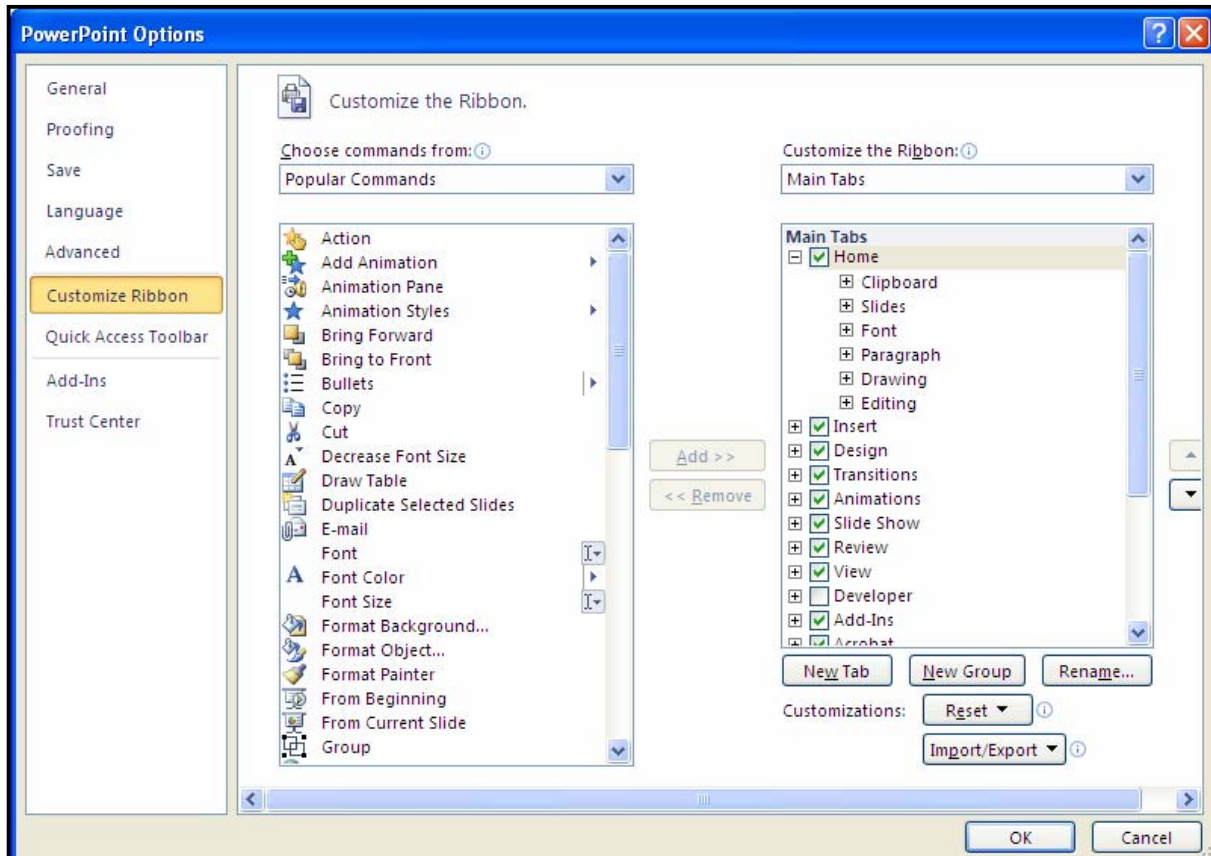 PowerPoint Options
General
Proofing
Save
Language
Advanced
Customize Ribbon
Quick Access Toolbar
Add-Ins
Trust Center
Customize the Ribbon.
Choose commands from:
Popular Commands
Action
Add Animation
Animation Pane
Animation Styles
Bring Forward
Bring to Front
Bullets
Copy
Cut
Decrease Font Size
Draw Table
Duplicate Selected Slides
E-mail
Font
Font Color
Font Size
Format Background...
Format Object...
Format Painter
From Beginning
From Current Slide
Group
Add >>
<< Remove
Customize the Ribbon:
Main Tabs
Main Tabs
Home
Clipboard
Slides
Font
Paragraph
Drawing
Editing
Insert
Design
Transitions
Animations
Slide Show
Review
View
Developer
Add-Ins
Acrobat
New Tab
New Group
Rename...
Customizations:
Reset
Import/Export
OK
Cancel